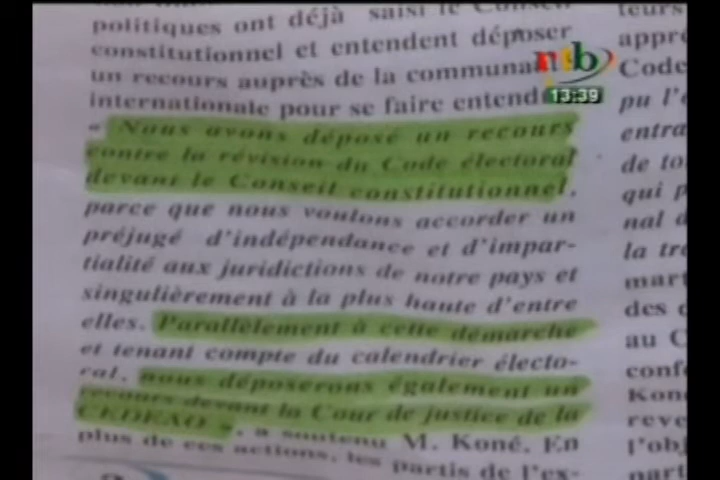 politiques ont déjà saisi le Conseil
constitutionnel et entendent déposer
un recours auprès de la
internationale pour se faire
« Nous avons déposé un recours
contre la révision du Code électoral
devant le Conseil constitutionnel,
parce que nous voulons accorder un
préjugé d'indépendance et d'impar-
tialité aux juridictions de notre pays et
singulièrement à la plus haute d'entre
elles. Parallèlement à cette démarche
et tenant compte du calendrier électo-
ral, nous déposerons également un
recours devant la Cour de justice de la
CEDEAO », a soutenu M. Koné. En
plus de ces actions, les partis de l'ex-
teurs
appré
Code
pu l'e
entra
de to
qui p
nal d
la tre
mart
des c
au C
conf
Kon
reve
l'obj
part
rtb
13:39